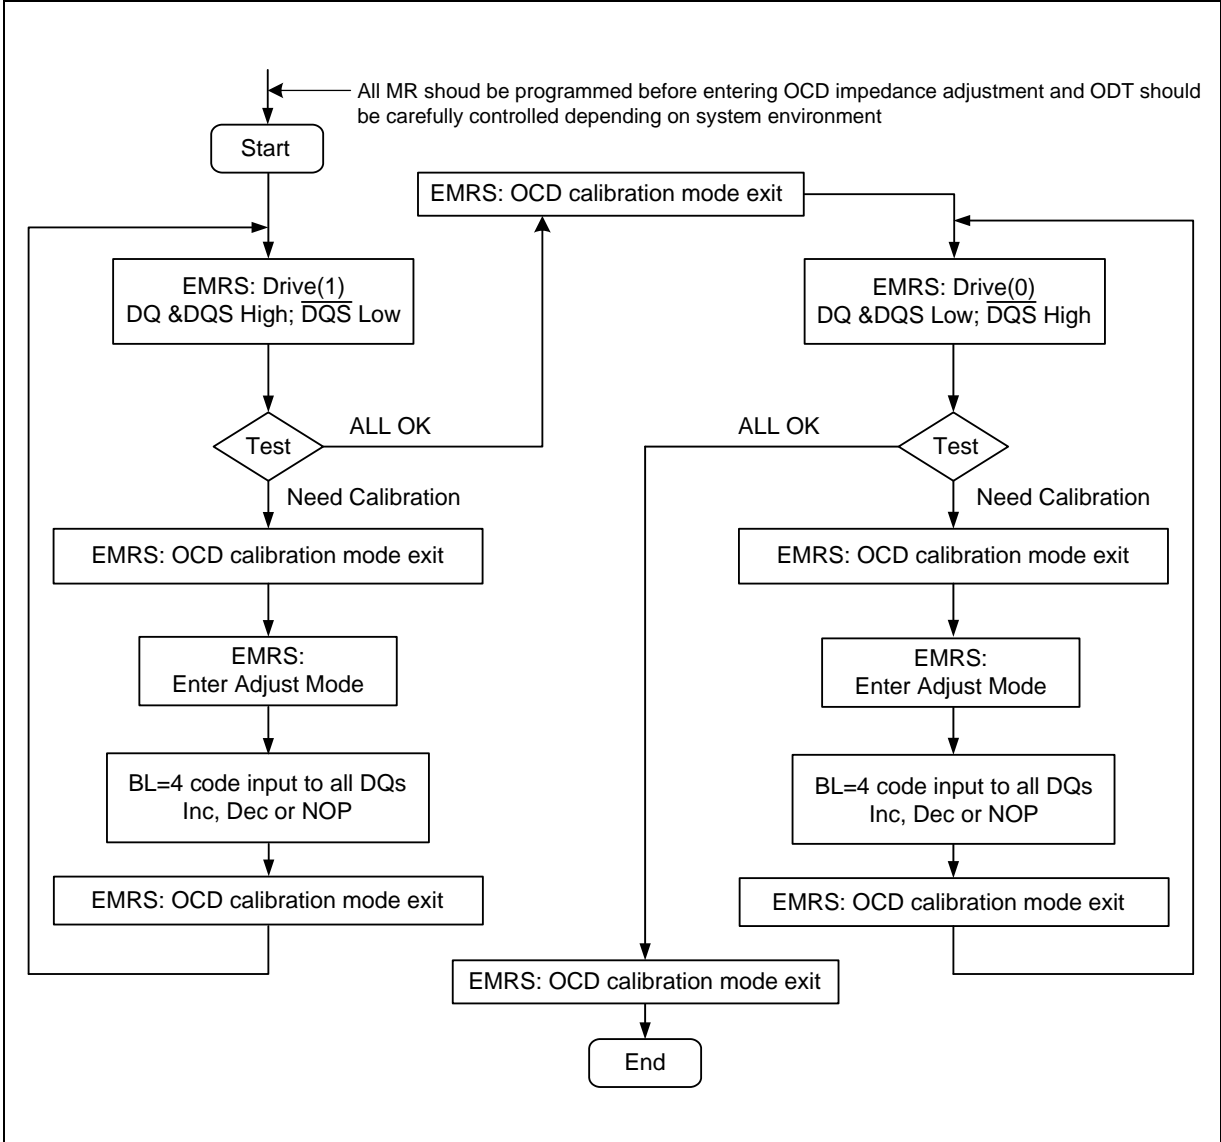 All MR shoud be programmed before entering OCD impedance adjustment and ODT should
be carefully controlled depending on system environment
Start
EMRS: OCD calibration mode exit
EMRS: Drive(1)
DQ &DQS High; D̅Q̅S̅ Low
EMRS: Drive(0)
DQ &DQS Low; D̅Q̅S̅ High
Test
ALL OK
ALL OK
Test
Need Calibration
Need Calibration
EMRS: OCD calibration mode exit
EMRS: OCD calibration mode exit
EMRS:
Enter Adjust Mode
EMRS:
Enter Adjust Mode
BL=4 code input to all DQs
Inc, Dec or NOP
BL=4 code input to all DQs
Inc, Dec or NOP
EMRS: OCD calibration mode exit
EMRS: OCD calibration mode exit
EMRS: OCD calibration mode exit
End